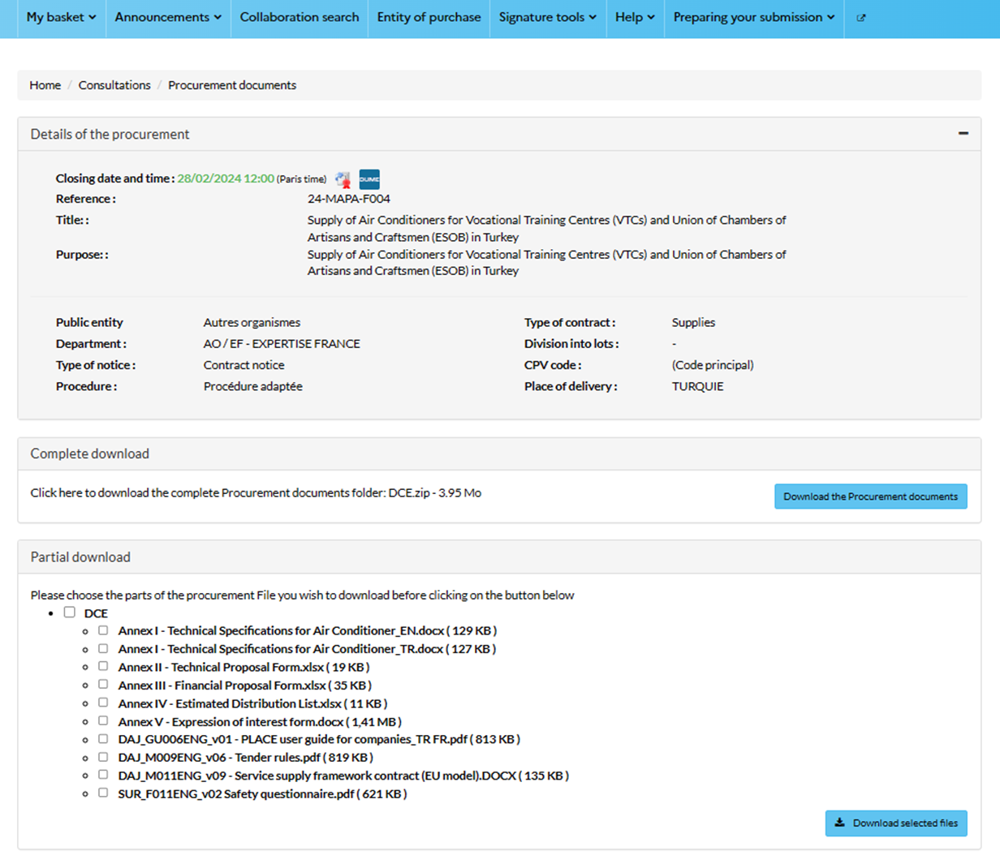 My basket Announcements Collaboration search Entity of purchase Signature tools Help Preparing your submission
Home / Consultations / Procurement documents
Details of the procurement
Closing date and time : 28/02/2024 12:00 (Paris time) DUME
Reference : 24-MAPA-F004
Title: : Supply of Air Conditioners for Vocational Training Centres (VTCs) and Union of Chambers of
Artisans and Craftsmen (ESOB) in Turkey
Purpose: : Supply of Air Conditioners for Vocational Training Centres (VTCs) and Union of Chambers of
Artisans and Craftsmen (ESOB) in Turkey
Public entity Autres organismes Type of contract : Supplies
Department : AO / EF - EXPERTISE FRANCE Division into lots : -
Type of notice : Contract notice CPV code : (Code principal)
Procedure : Procédure adaptée Place of delivery : TURQUIE
Complete download
Click here to download the complete Procurement documents folder: DCE.zip - 3.95 Mo Download the Procurement documents
Partial download
Please choose the parts of the procurement File you wish to download before clicking on the button below
DCE
Annex I - Technical Specifications for Air Conditioner_EN.docx ( 129 KB )
Annex I - Technical Specifications for Air Conditioner_TR.docx ( 127 KB )
Annex II - Technical Proposal Form.xlsx ( 19 KB )
Annex III - Financial Proposal Form.xlsx ( 35 KB )
Annex IV - Estimated Distribution List.xlsx ( 11 KB )
Annex V - Expression of interest form.docx ( 1,41 MB )
DAJ_GU006ENG_v01 - PLACE user guide for companies_TR FR.pdf ( 813 KB )
DAJ_M009ENG_v06 - Tender rules.pdf ( 819 KB )
DAJ_M011ENG_v09 - Service supply framework contract (EU model).DOCX ( 135 KB )
SUR_F011ENG_v02 Safety questionnaire.pdf ( 621 KB )
Download selected files